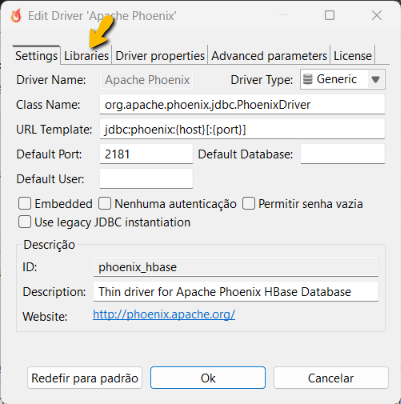 Edit Driver 'Apache Phoenix'
Settings Libraries Driver properties Advanced parameters License
Driver Name: Apache Phoenix Driver Type: Generic
Class Name: org.apache.phoenix.jdbc.PhoenixDriver
URL Template: jdbc:phoenix:{host}[:{port}]
Default Port: 2181 Default Database:
Default User:
Embedded Nenhuma autenticação Permitir senha vazia
Use legacy JDBC instantiation
Descrição
ID: phoenix_hbase
Description: Thin driver for Apache Phoenix HBase Database
Website: http://phoenix.apache.org/
Redefir para padrão Ok Cancelar